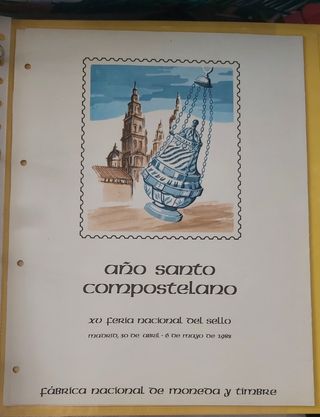 año santo
compostelano
XV feria nacional del sello
madrid, 30 de abril - 6 de mayo de 1982
fábrica nacional de moneda y timbre